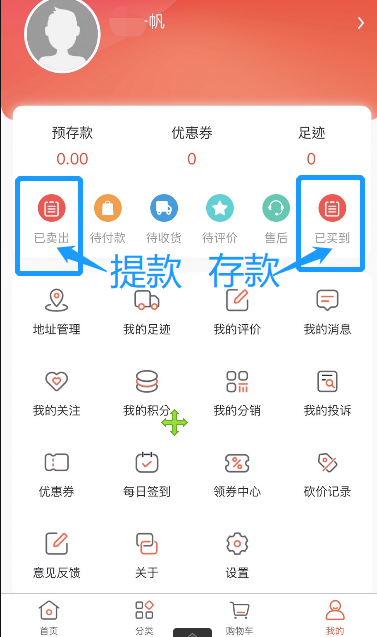 -帆
预存款 优惠券 足迹
0.00 0 0
已卖出 待付款 待收货 待评价 售后 已买到
提款 存款
地址管理 我的足迹 我的评价 我的消息
我的关注 我的积分 我的分销 我的投诉
优惠券 每日签到 领券中心 砍价记录
意见反馈 关于 设置
首页 分类 购物车 我的